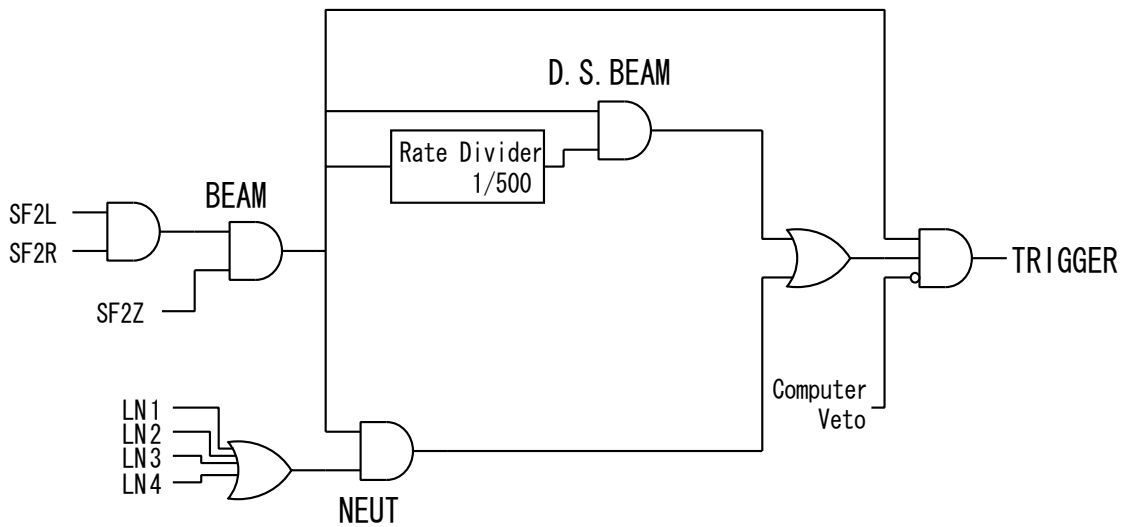 D.S.BEAM
Rate Divider
1/500
BEAM
SF2L
SF2R
SF2Z
TRIGGER
Computer
Veto
LN1
LN2
LN3
LN4
NEUT